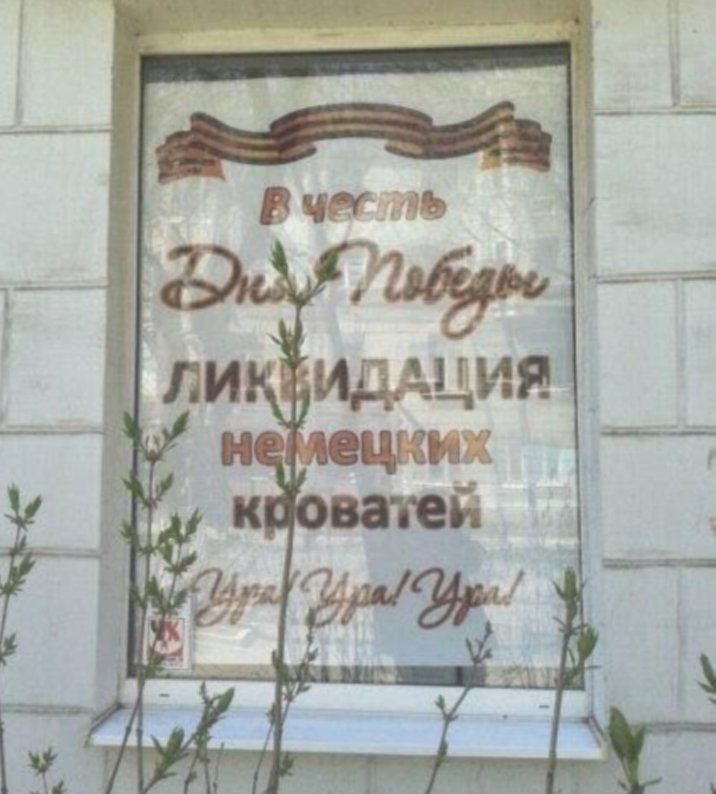 В честь
Дня Победы
ЛИКВИДАЦИЯ
немецких
кроватей
Ура! Ура! Ура!